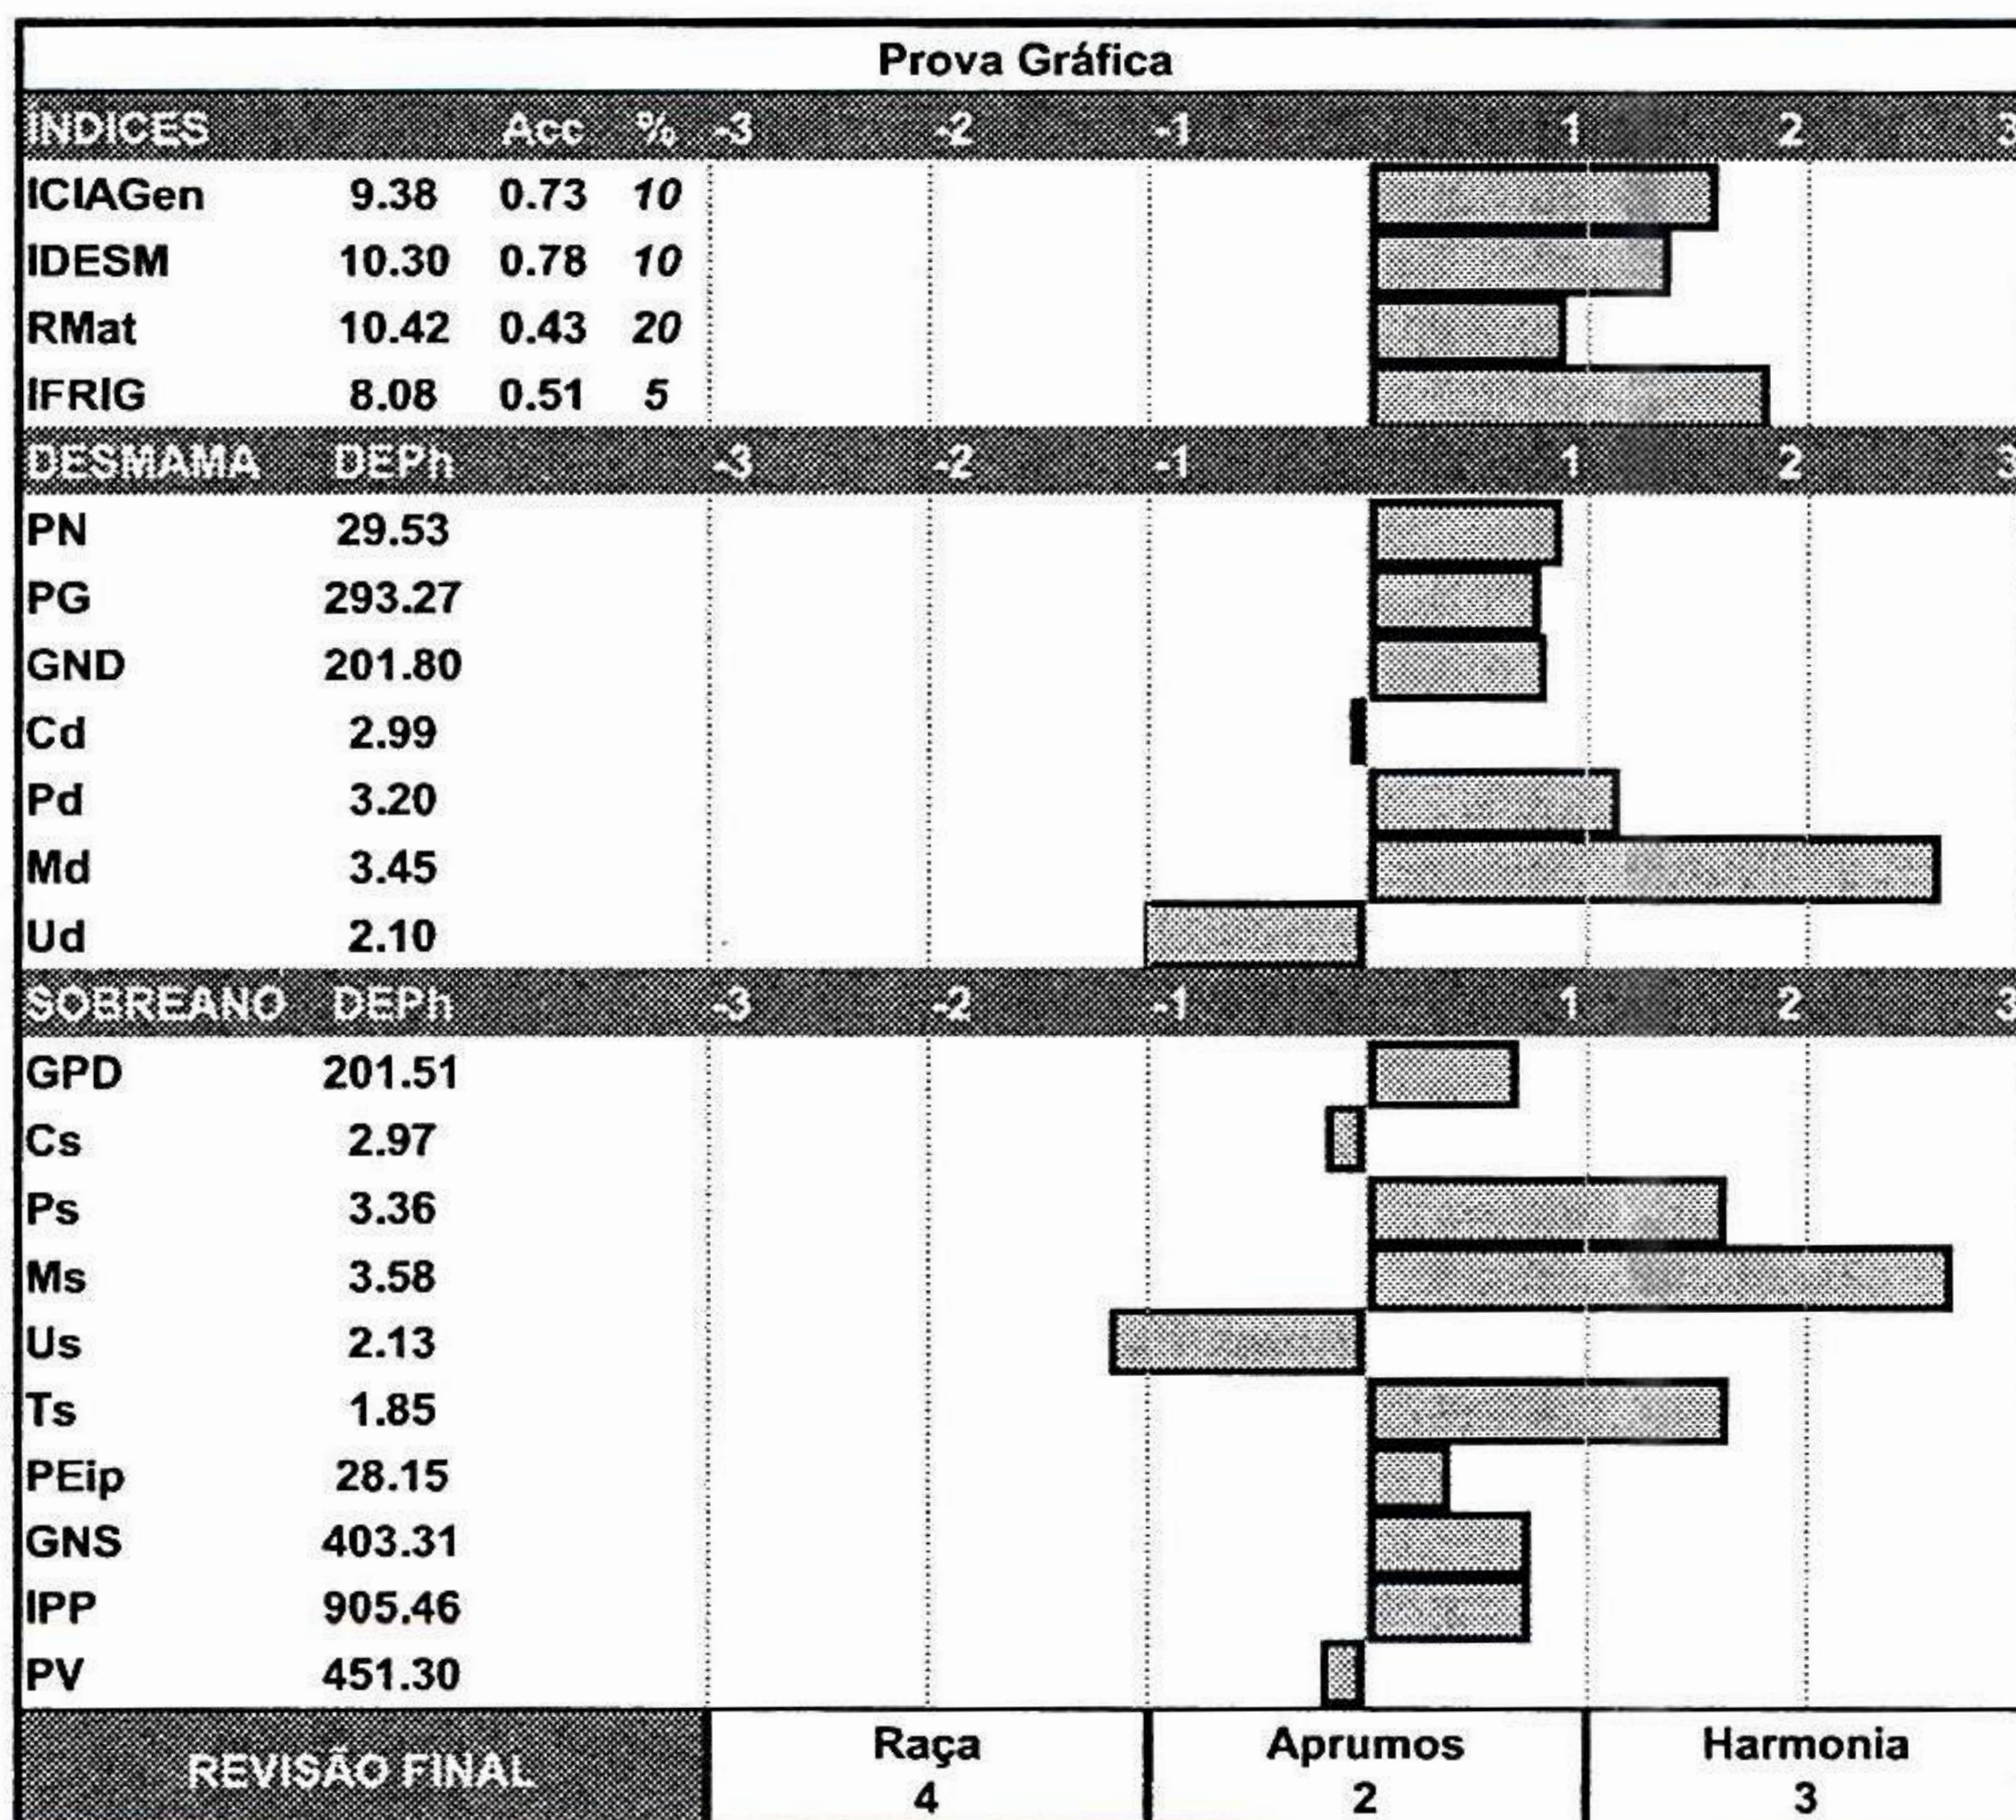 Prova Gráfica
ÍNDICES Acc % -3 -2 -1 1 2 3
ICIAGen 9.38 0.73 10
IDESM 10.30 0.78 10
RMat 10.42 0.43 20
IFRIG 8.08 0.51 5
DESMAMA DEPh -3 -2 -1 1 2 3
PN 29.53
PG 293.27
GND 201.80
Cd 2.99
Pd 3.20
Md 3.45
Ud 2.10
SOBREANO DEPh -3 -2 -1 1 2 3
GPD 201.51
Cs 2.97
Ps 3.36
Ms 3.58
Us 2.13
Ts 1.85
PEip 28.15
GNS 403.31
IPP 905.46
PV 451.30
REVISÃO FINAL Raça Aprumos Harmonia
4 2 3